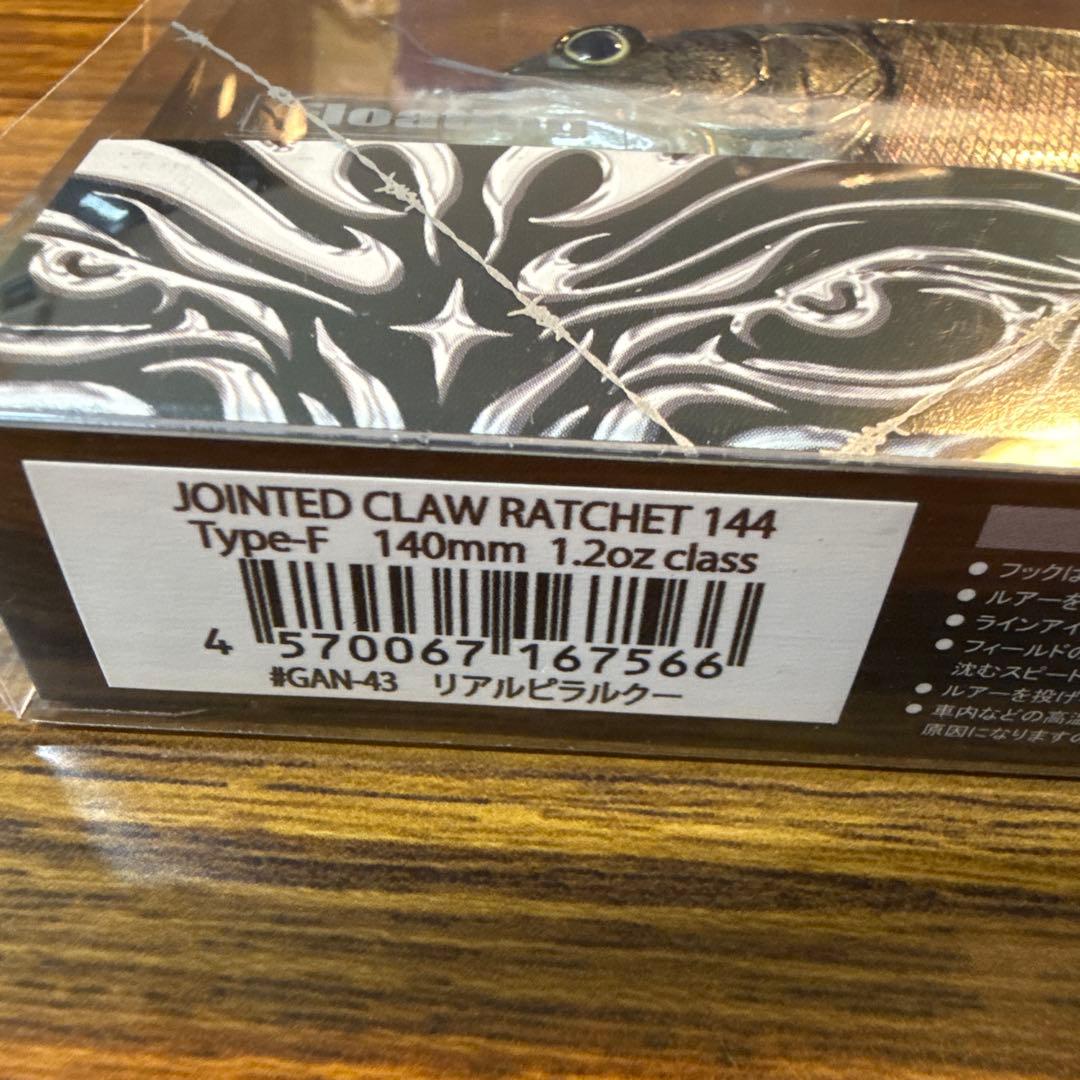 Floating
JOINTED CLAW RATCHET 144
Type-F 140mm 1.2oz class
4 570067 167566
#GAN-43 リアルピラルクー
● フックは
● ルアーを
● ラインアイ
● フィールドの
沈むスピード
● ルアーを投げ
● 車内などの高温
原因になりますの